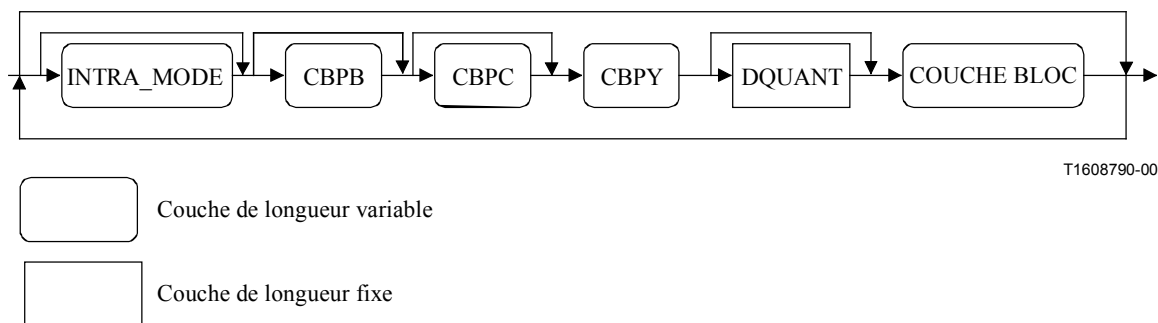 INTRA_MODE CBPB CBPC CBPY DQUANT COUCHE BLOC
T1608790-00
Couche de longueur variable
Couche de longueur fixe